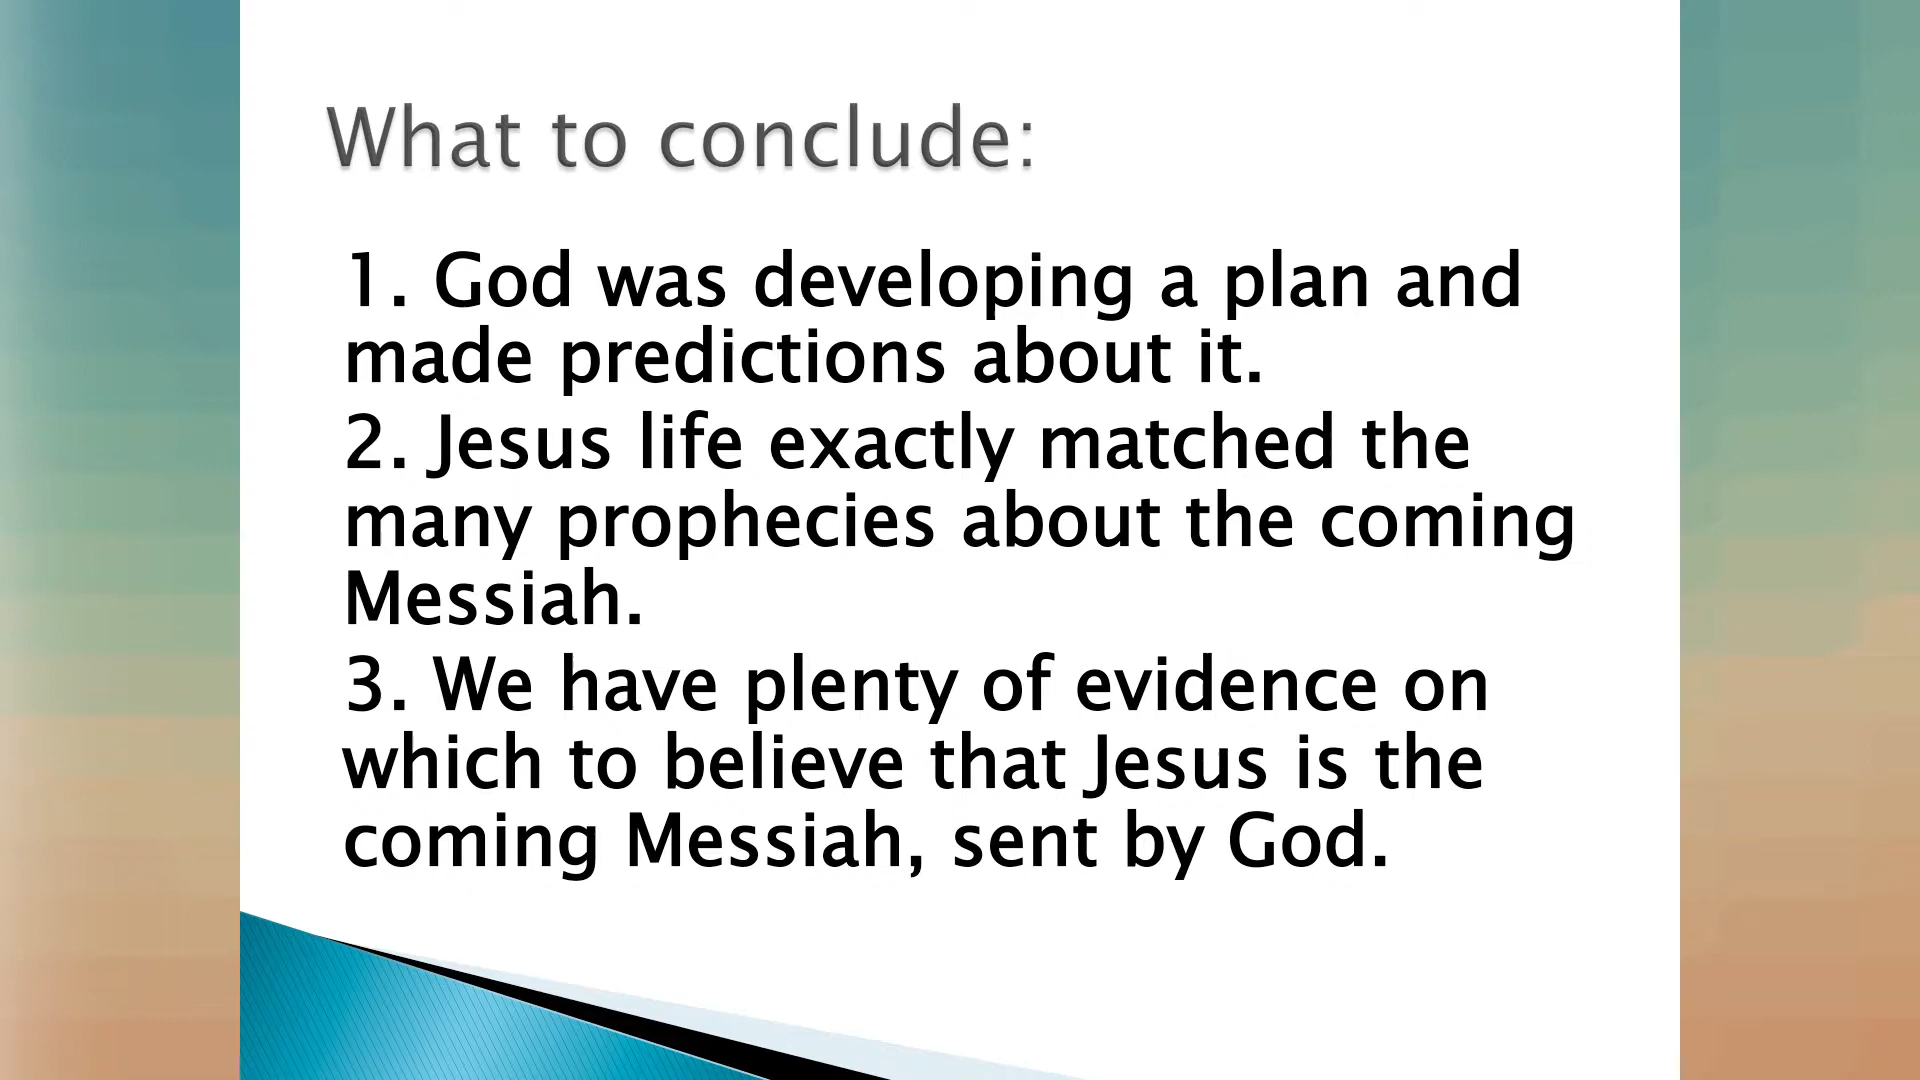 What to conclude:
1. God was developing a plan and
made predictions about it.
2. Jesus life exactly matched the
many prophecies about the coming
Messiah.
3. We have plenty of evidence on
which to believe that Jesus is the
coming Messiah, sent by God.